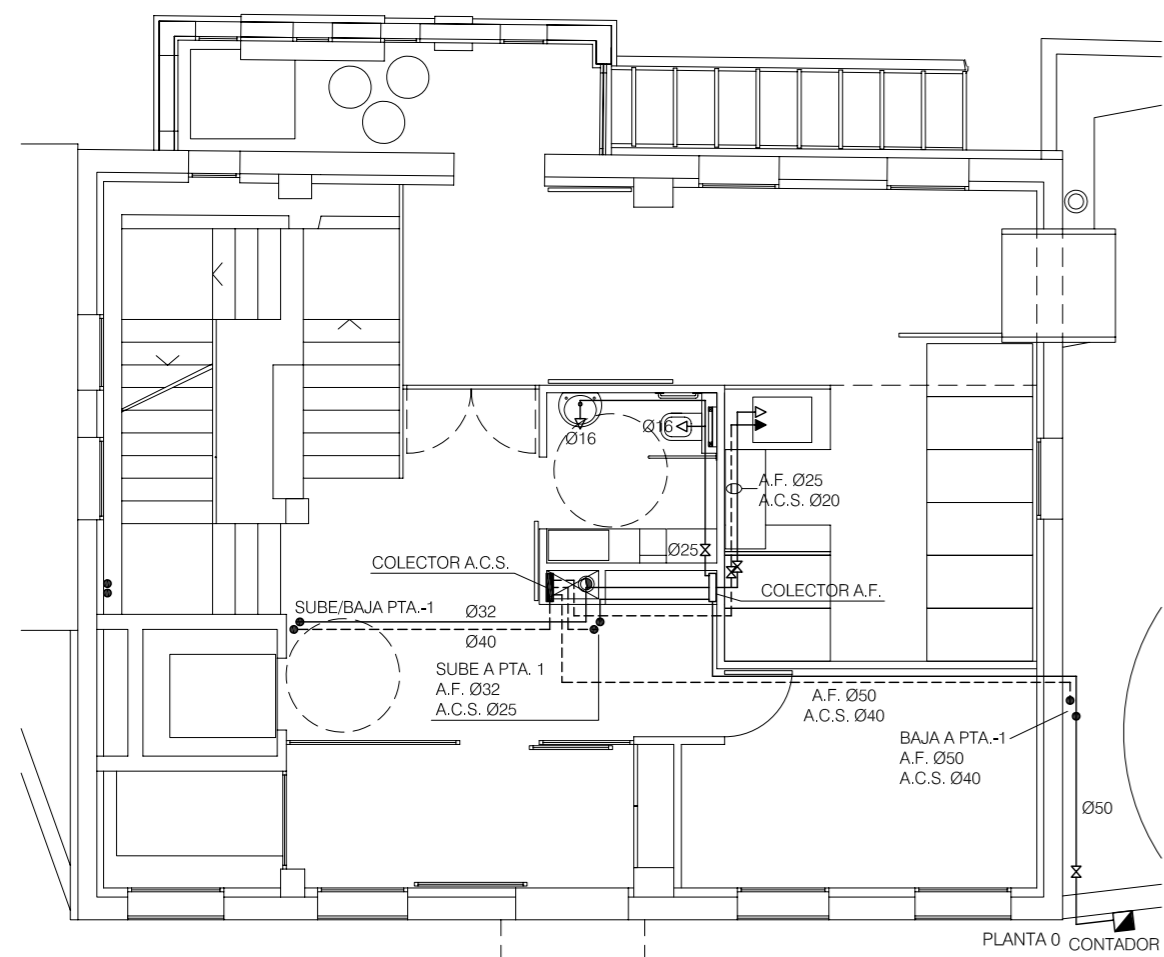 Ø16
Ø16
A.F. Ø25
A.C.S. Ø20
Ø25
COLECTOR A.C.S.
COLECTOR A.F.
SUBE/BAJA PTA.-1
Ø32
Ø40
SUBE A PTA. 1
A.F. Ø32
A.C.S. Ø25
A.F. Ø50
A.C.S. Ø40
BAJA A PTA.-1
A.F. Ø50
A.C.S. Ø40
Ø50
PLANTA 0
CONTADOR